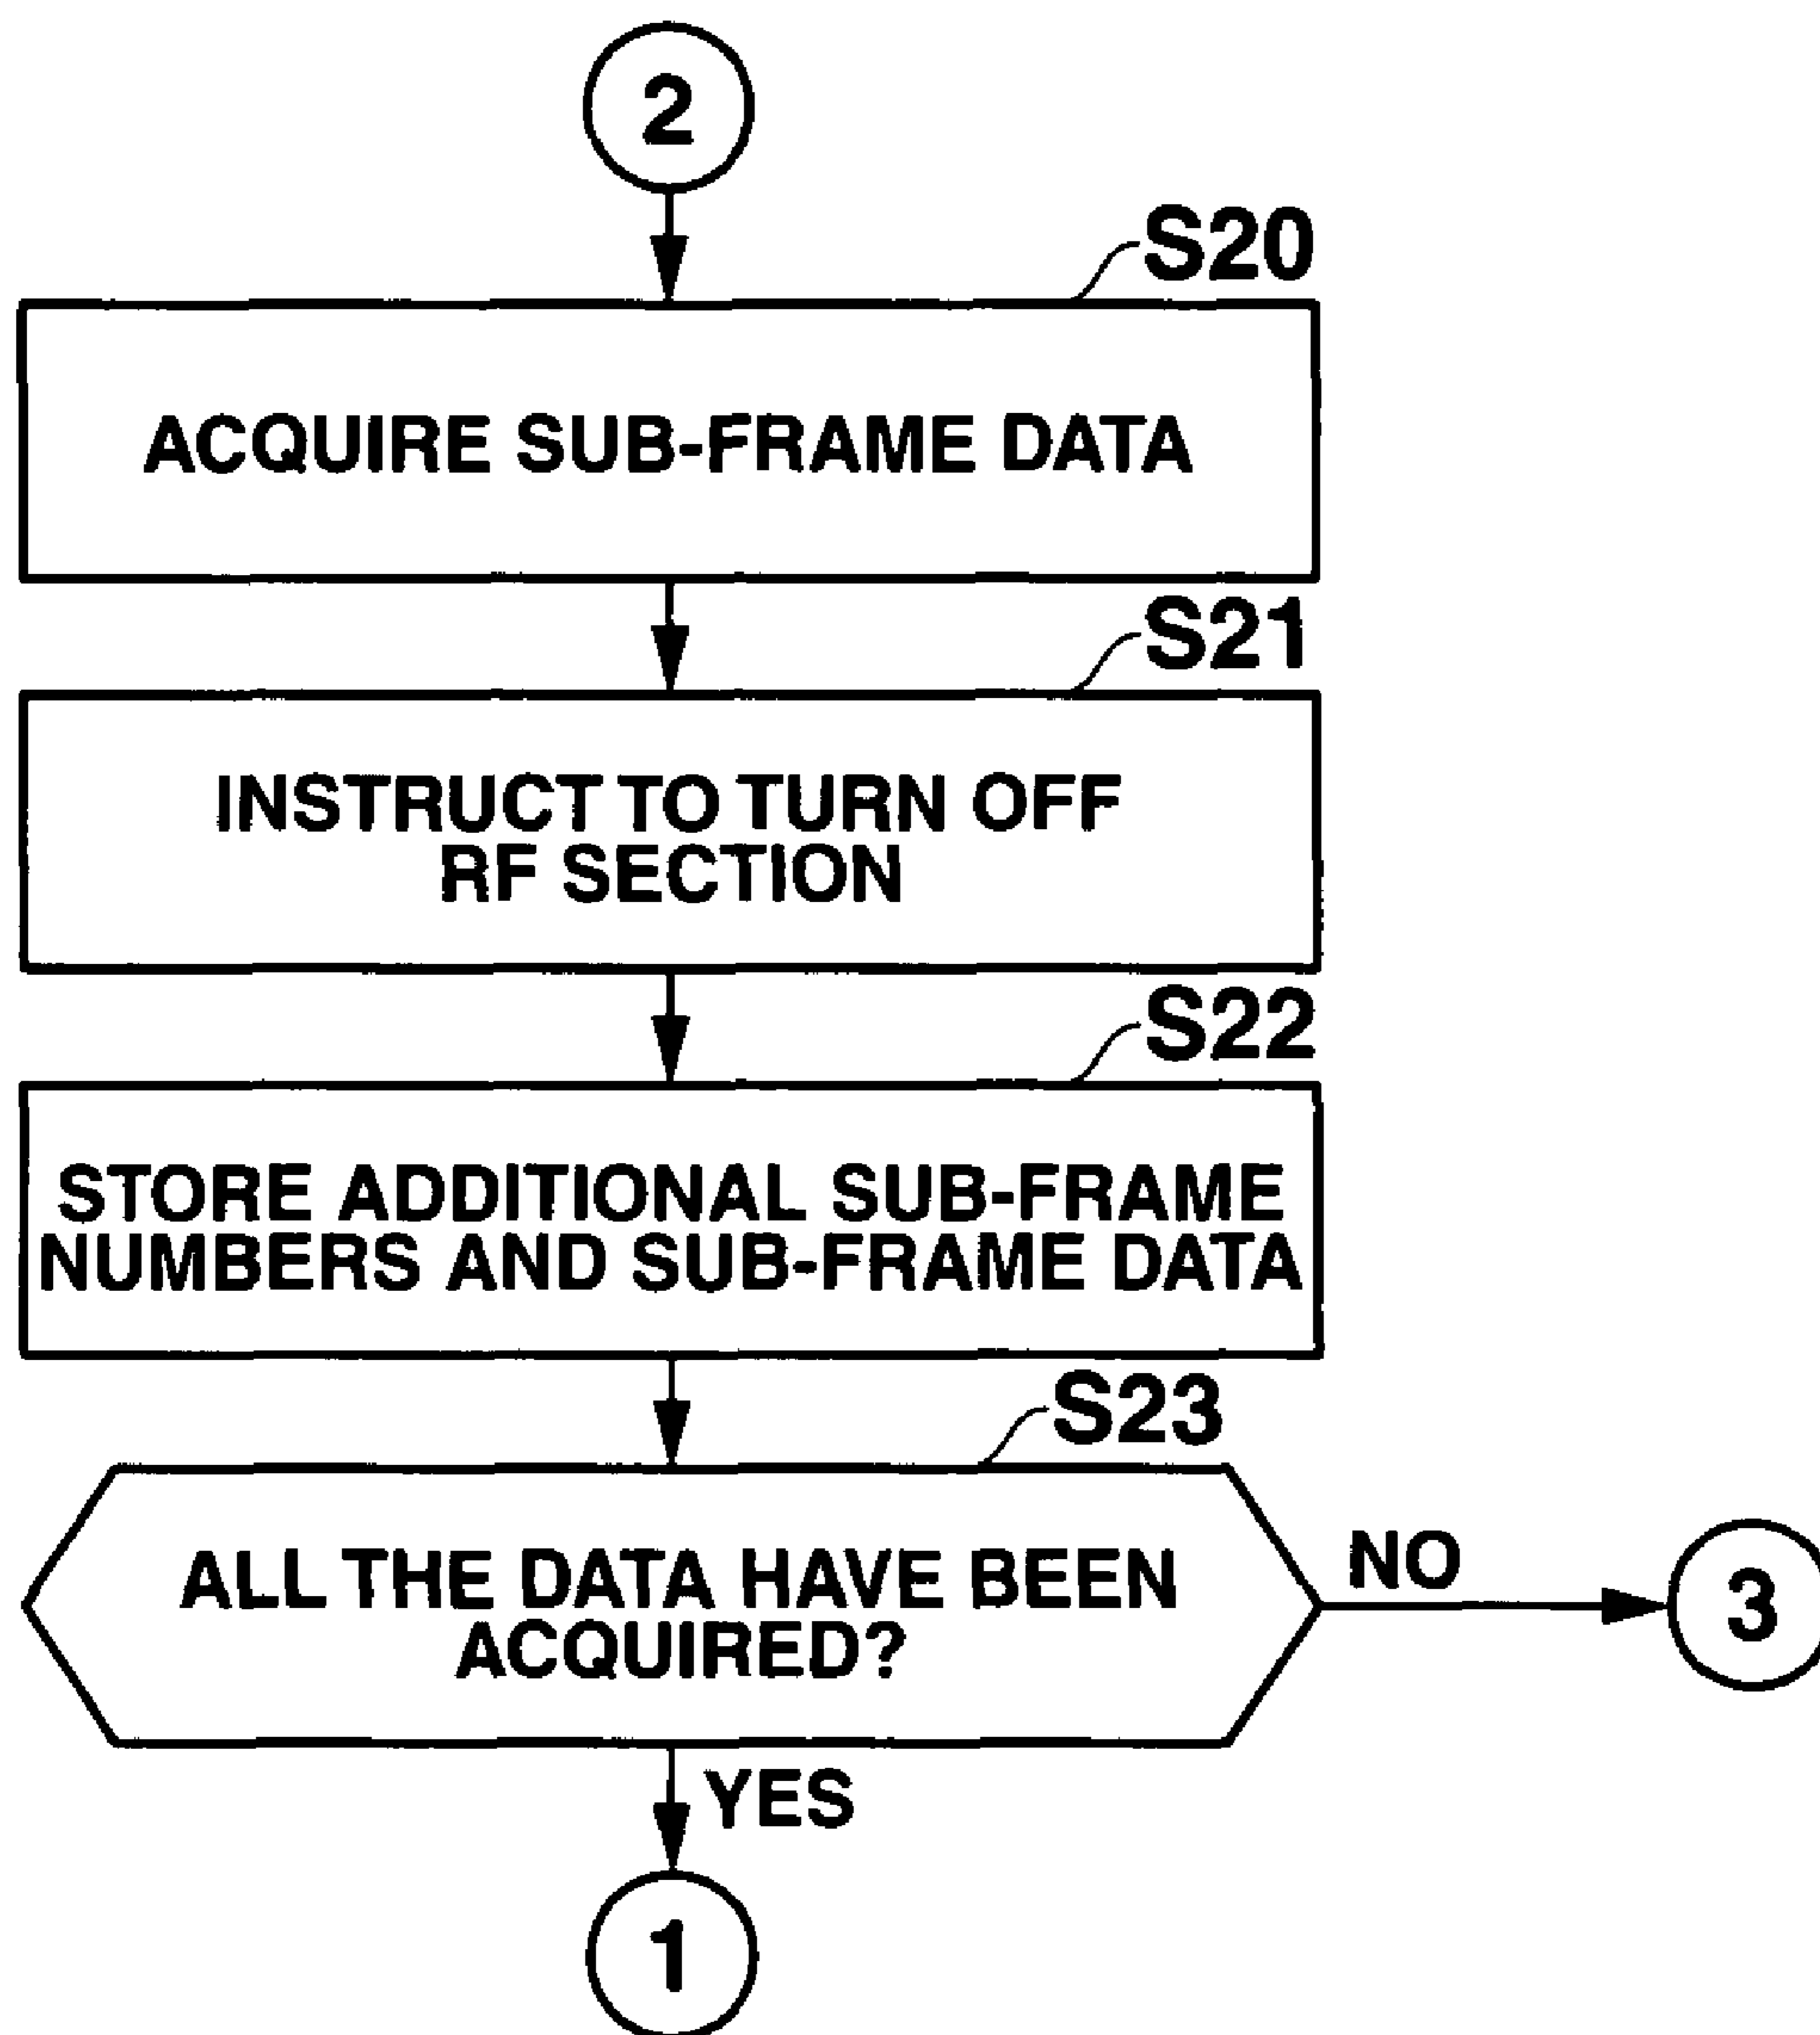 2
S20
ACQUIRE SUB-FRAME DATA
S21
INSTRUCT TO TURN OFF
RF SECTION
S22
STORE ADDITIONAL SUB-FRAME
NUMBERS AND SUB-FRAME DATA
S23
ALL THE DATA HAVE BEEN
ACQUIRED?
NO
3
YES
1